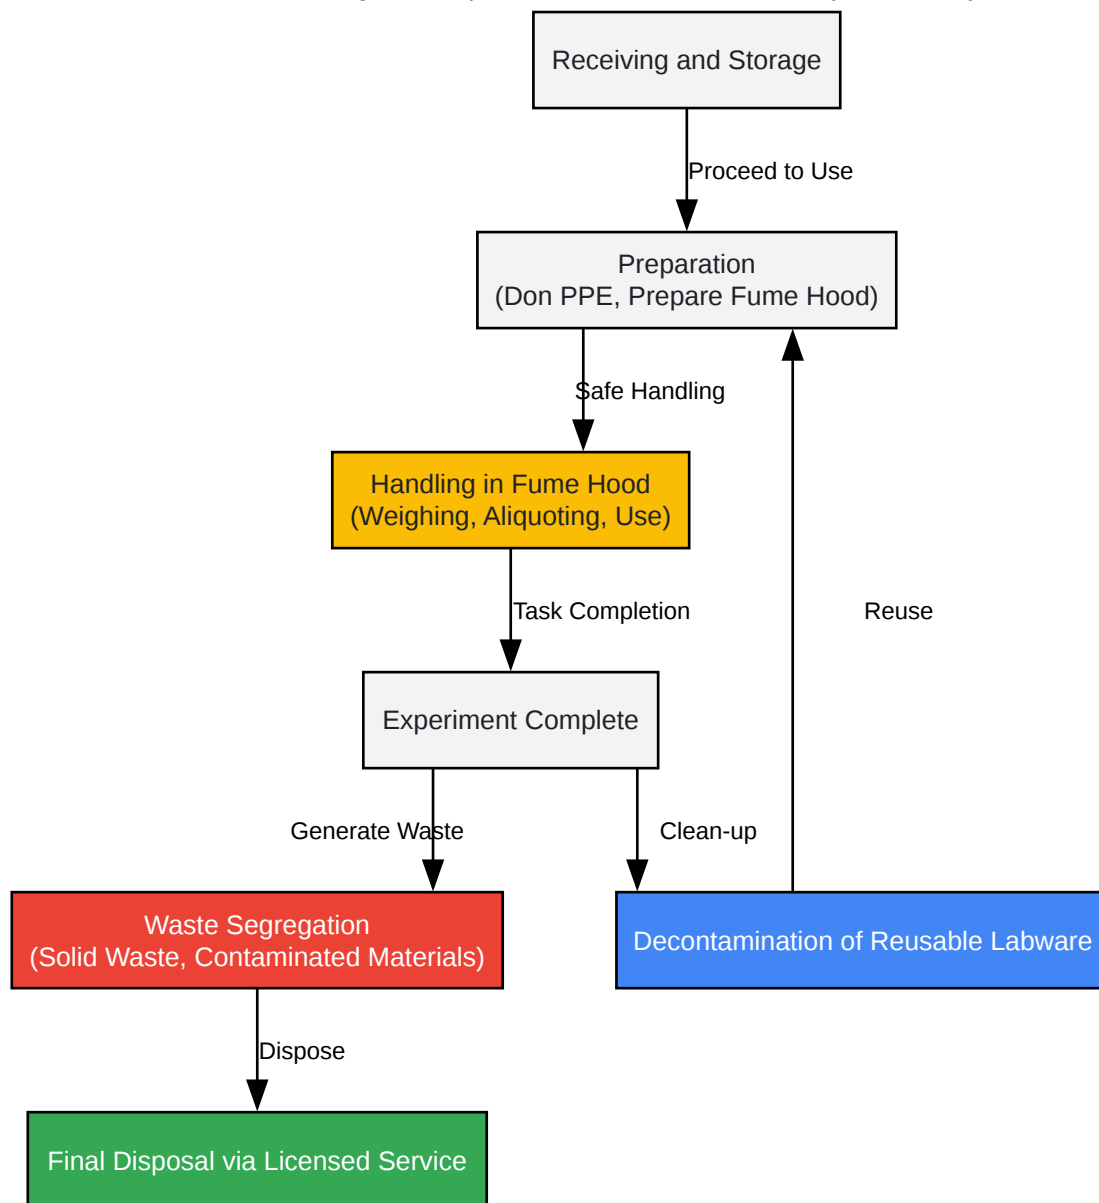 Receiving and Storage
Proceed to Use
Preparation
(Don PPE, Prepare Fume Hood)
Safe Handling
Handling in Fume Hood
(Weighing, Aliquoting, Use)
Task Completion
Reuse
Experiment Complete
Generate Waste
Clean-up
Waste Segregation
(Solid Waste, Contaminated Materials)
Decontamination of Reusable Labware
Dispose
Final Disposal via Licensed Service